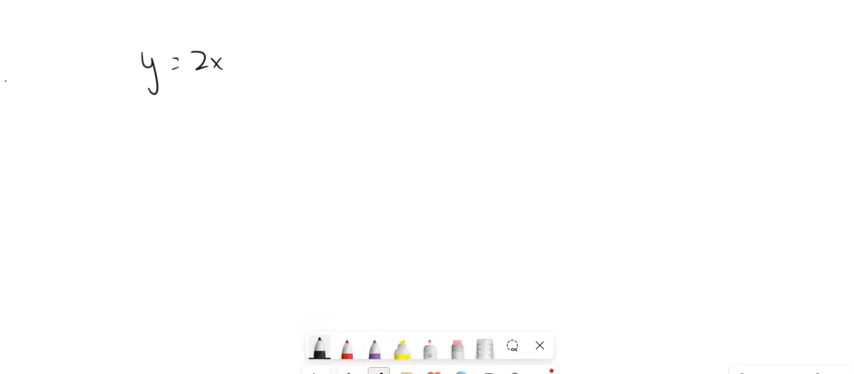 y = 2x